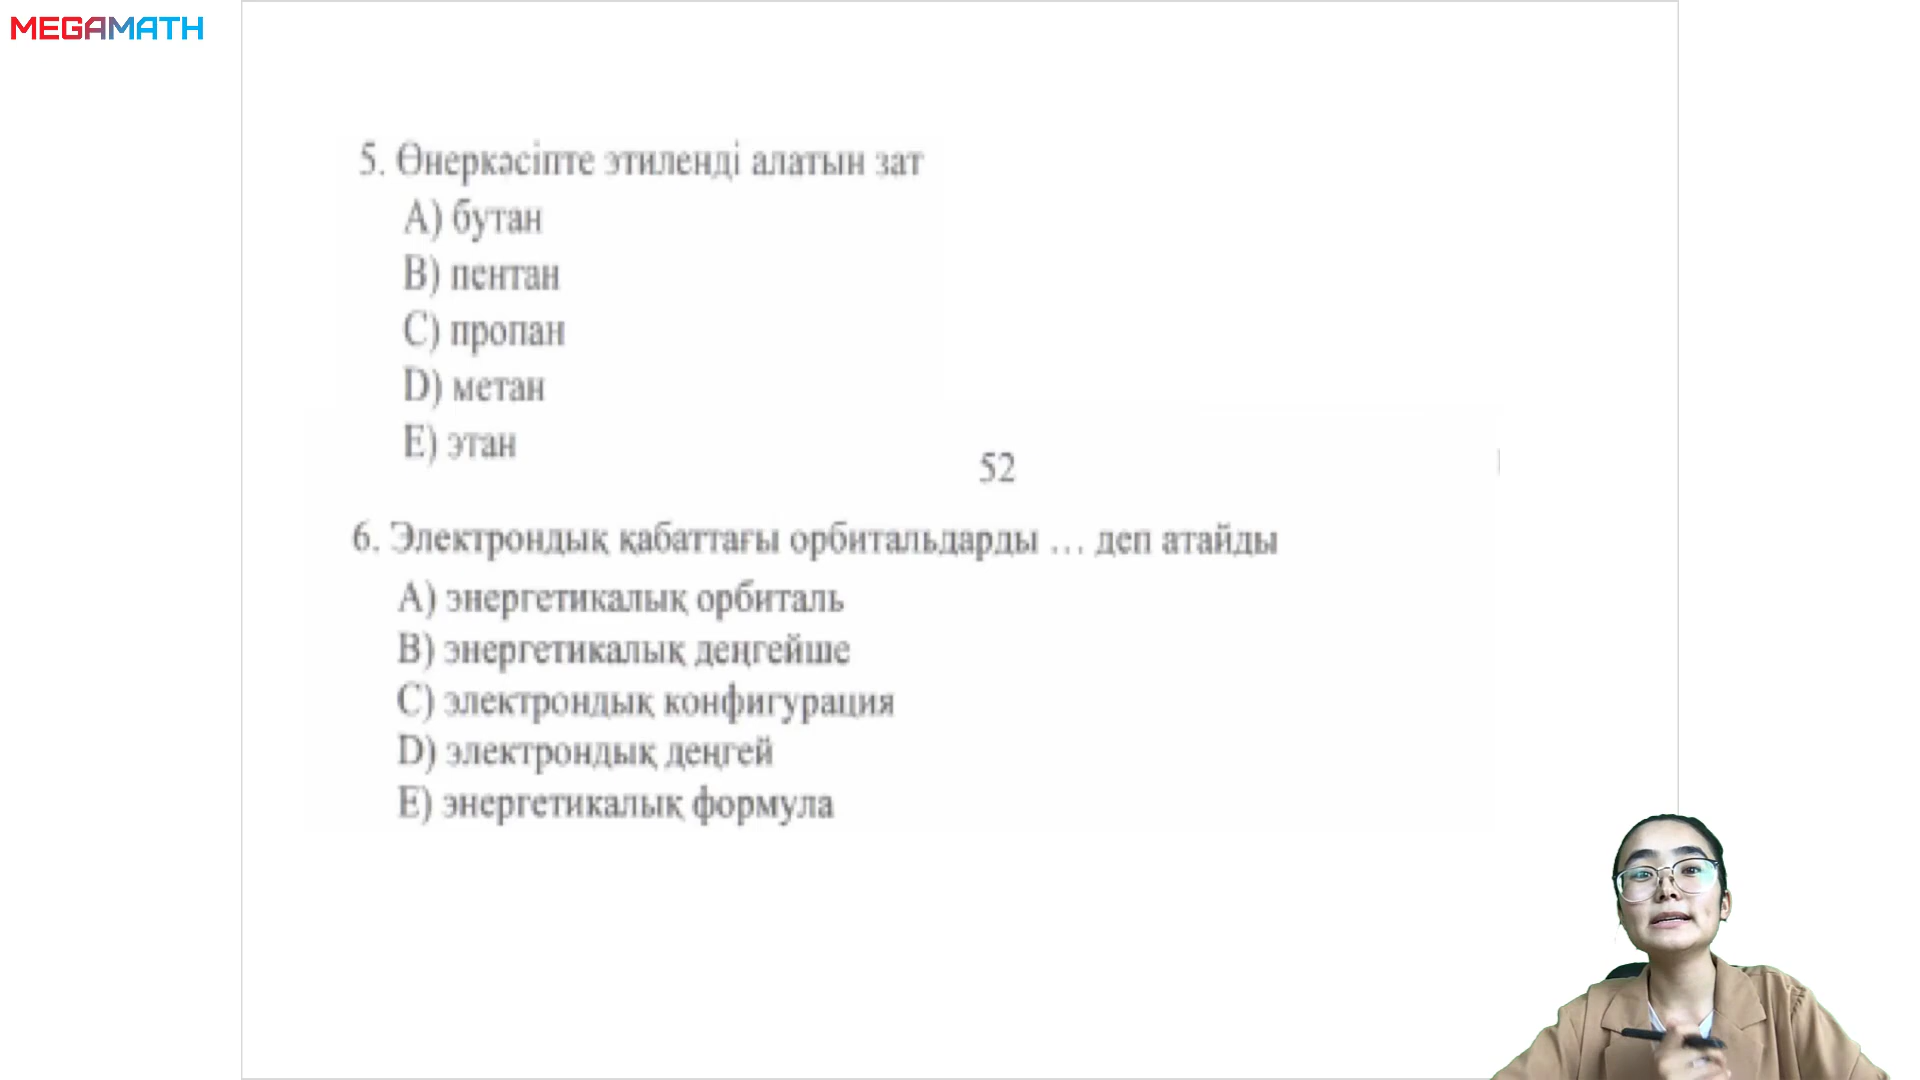 MEGAMATH
5. Өнеркәсіпте этиленді алатын зат
A) бутан
B) пентан
C) пропан
D) метан
E) этан
52
6. Электрондық қабаттағы орбитальдарды ... деп атайды
A) энергетикалық орбиталь
B) энергетикалық деңгейше
C) электрондық конфигурация
D) электрондық деңгей
E) энергетикалық формула